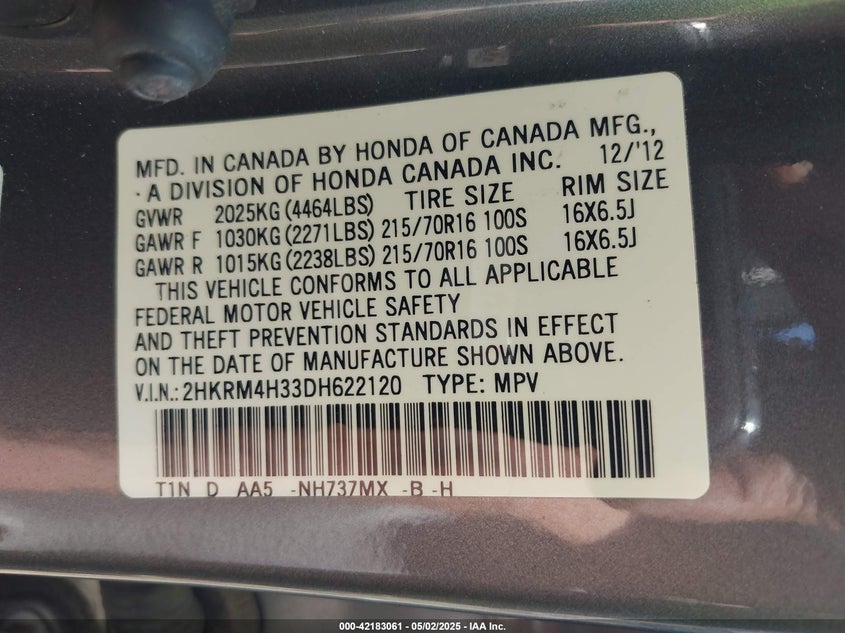 MFD. IN CANADA BY HONDA OF CANADA MFG.,
· A DIVISION OF HONDA CANADA INC. 12/'12
GVWR 2025KG (4464LBS) TIRE SIZE RIM SIZE
GAWR F 1030KG (2271LBS) 215/70R16 100S 16X6.5J
GAWR R 1015KG (2238LBS) 215/70R16 100S 16X6.5J
THIS VEHICLE CONFORMS TO ALL APPLICABLE
FEDERAL MOTOR VEHICLE SAFETY
AND THEFT PREVENTION STANDARDS IN EFFECT
ON THE DATE OF MANUFACTURE SHOWN ABOVE.
V.I.N.: 2HKRM4H33DH622120 TYPE: MPV
T1N D AA5 -NH737MX -B -H
000-42183061 - 05/02/2025 - IAA Inc.